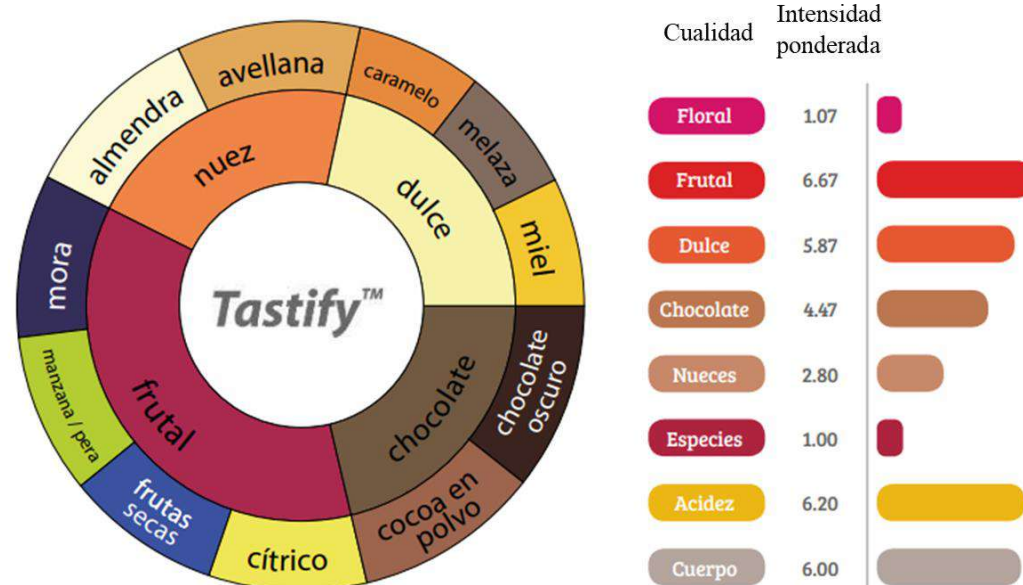 avellana
caramelo
almendra
melaza
nuez
dulce
miel
mora
Tastify™
manzana / pera
frutal
chocolate
chocolate
oscuro
frutas
secas
cítrico
cocoa en
polvo
Cualidad
Intensidad
ponderada
Floral 1.07
Frutal 6.67
Dulce 5.87
Chocolate 4.47
Nueces 2.80
Especies 1.00
Acidez 6.20
Cuerpo 6.00